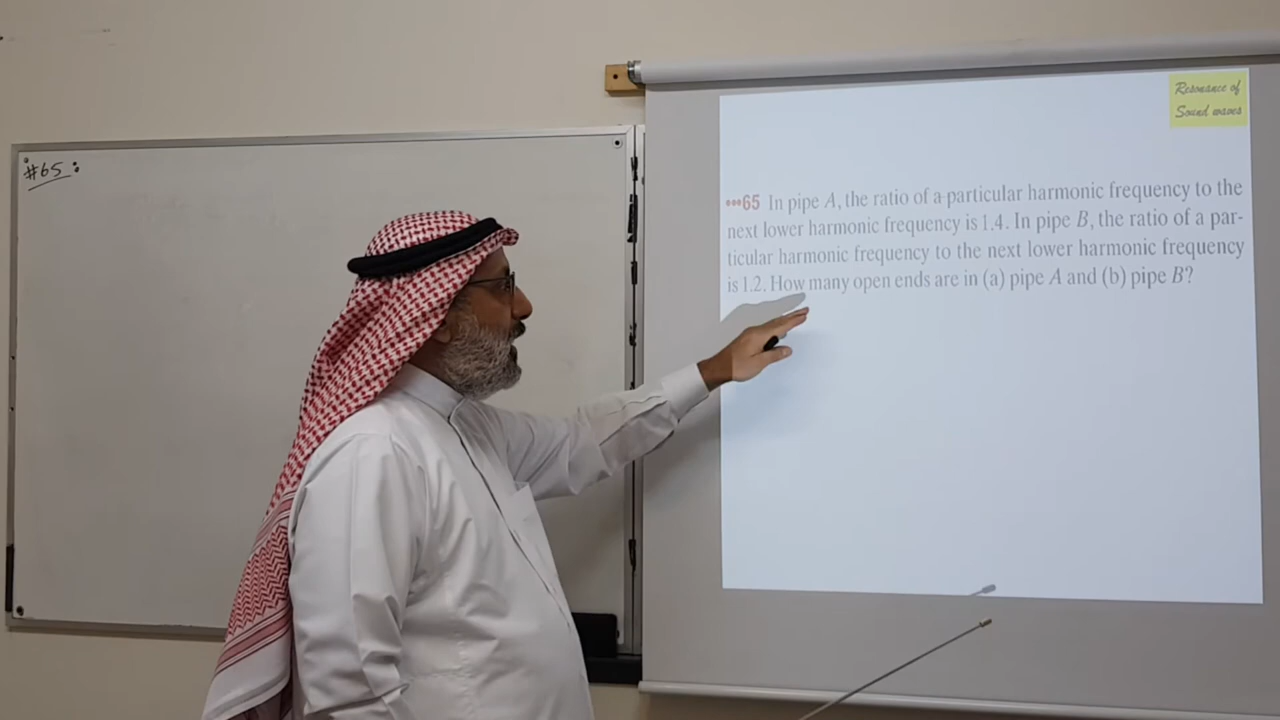 #65:
Resonance of
Sound waves
•••65 In pipe A, the ratio of a particular harmonic frequency to the
next lower harmonic frequency is 1.4. In pipe B, the ratio of a par-
ticular harmonic frequency to the next lower harmonic frequency
is 1.2. How many open ends are in (a) pipe A and (b) pipe B?